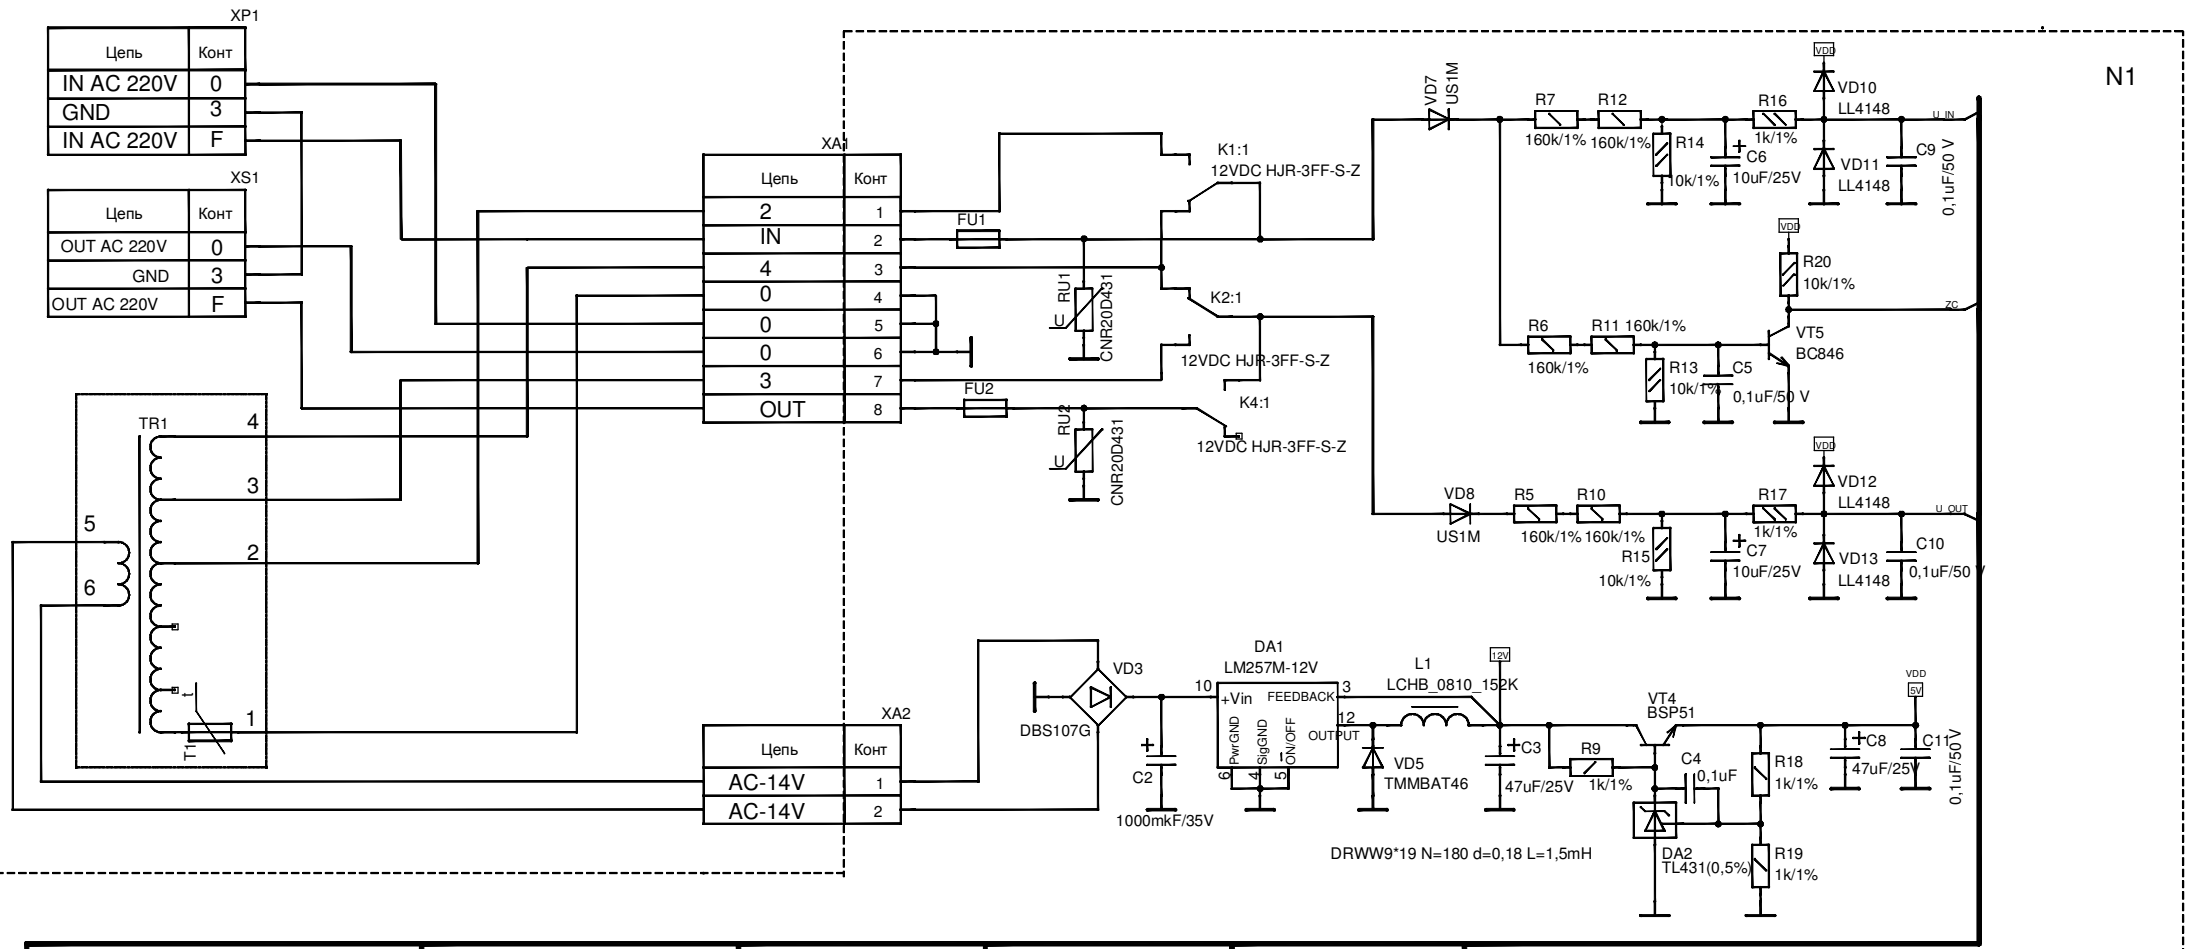 XP1
Цепь Конт
IN AC 220V 0
GND 3
IN AC 220V F
XS1
Цепь Конт
OUT AC 220V 0
GND 3
OUT AC 220V F
TR1
4
3
2
1
5
6
t
T1
XA1
Цепь Конт
2 1
IN 2
4 3
0 4
0 5
0 6
3 7
OUT 8
XA2
Цепь Конт
AC-14V 1
AC-14V 2
FU1
RU1
U
CNR20D431
FU2
RU2
U
CNR20D431
K1:1
12VDC HJR-3FF-S-Z
K2:1
12VDC HJR-3FF-S-Z
K4:1
12VDC HJR-3FF-S-Z
N1
VD7
US1M
R7
160k/1%
R12
160k/1%
R14
10k/1%
C6
10uF/25V
R16
1k/1%
VDD
VD10
LL4148
VD11
LL4148
C9
0,1uF/50 V
U_IN
VDD
R20
10k/1%
ZC
VT5
BC846
R6
160k/1%
R11 160k/1%
R13
10k/1%
C5
0,1uF/50 V
VD8
US1M
R5
160k/1%
R10
160k/1%
R15
10k/1%
C7
10uF/25V
R17
1k/1%
VDD
VD12
LL4148
VD13
LL4148
C10
0,1uF/50 V
U_OUT
VD3
DBS107G
C2
1000mkF/35V
DA1
LM257M-12V
10 +Vin
FEEDBACK 3
12
OUTPUT
PwrGND
SigGND
ON/OFF
6 4 5
L1
LCHB_0810_152K
VD5
TMMBAT46
12V
C3
47uF/25V
R9
1k/1%
VT4
BSP51
C4
0,1uF
DA2
TL431(0,5%)
R18
1k/1%
R19
1k/1%
C8
47uF/25V
VDD
5V
C11
0,1uF/50 V
DRWW9*19 N=180 d=0,18 L=1,5mH